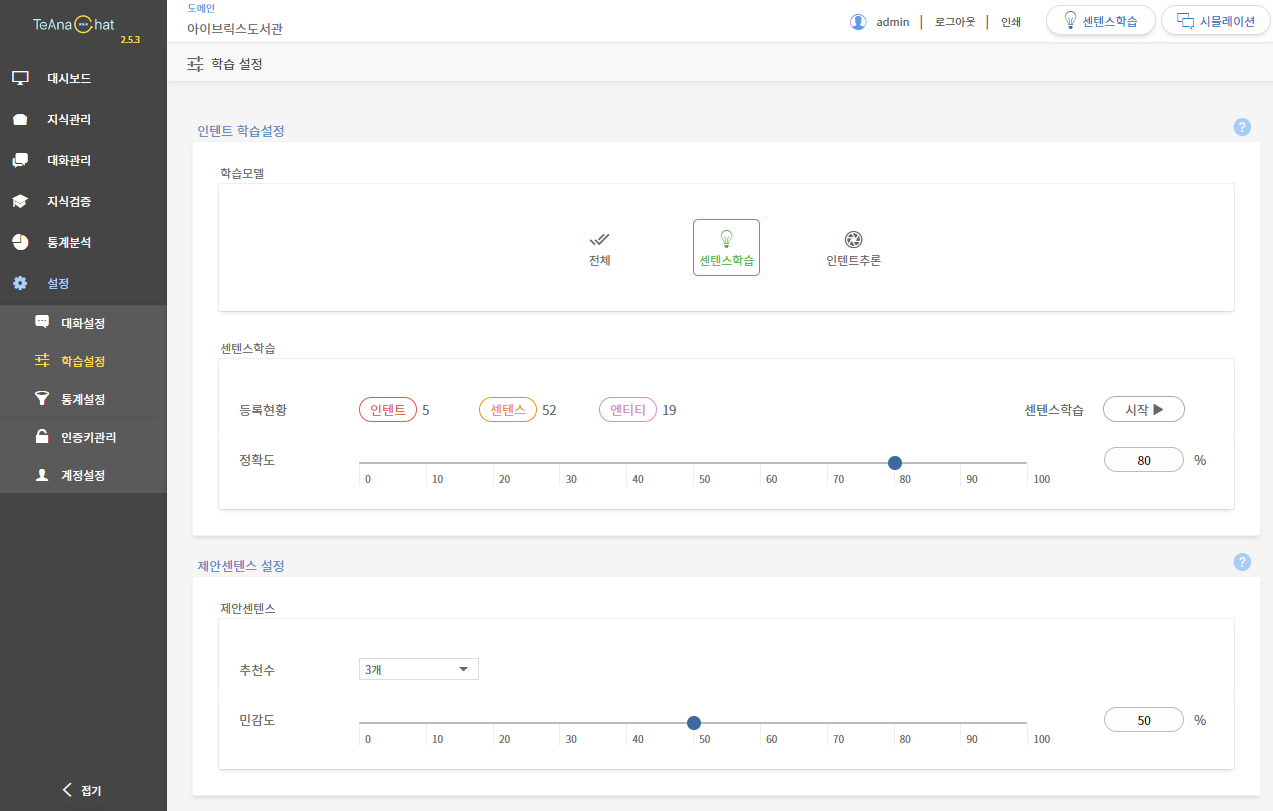 TeAna Chat
2.5.3
대시보드
지식관리
대화관리
지식검증
통계분석
설정
대화설정
학습설정
통계설정
인증키관리
계정설정
접기
도메인
아이브릭스도서관
admin | 로그아웃 | 인쇄
센텐스학습
시뮬레이션
학습 설정
인텐트 학습설정
?
학습모델
전체
센텐스학습
인텐트추론
센텐스학습
등록현황 인텐트 5 센텐스 52 엔티티 19 센텐스학습 시작 ▶
정확도 80 %
0 10 20 30 40 50 60 70 80 90 100
제안센텐스 설정
?
제안센텐스
추천수 3개
민감도 50 %
0 10 20 30 40 50 60 70 80 90 100